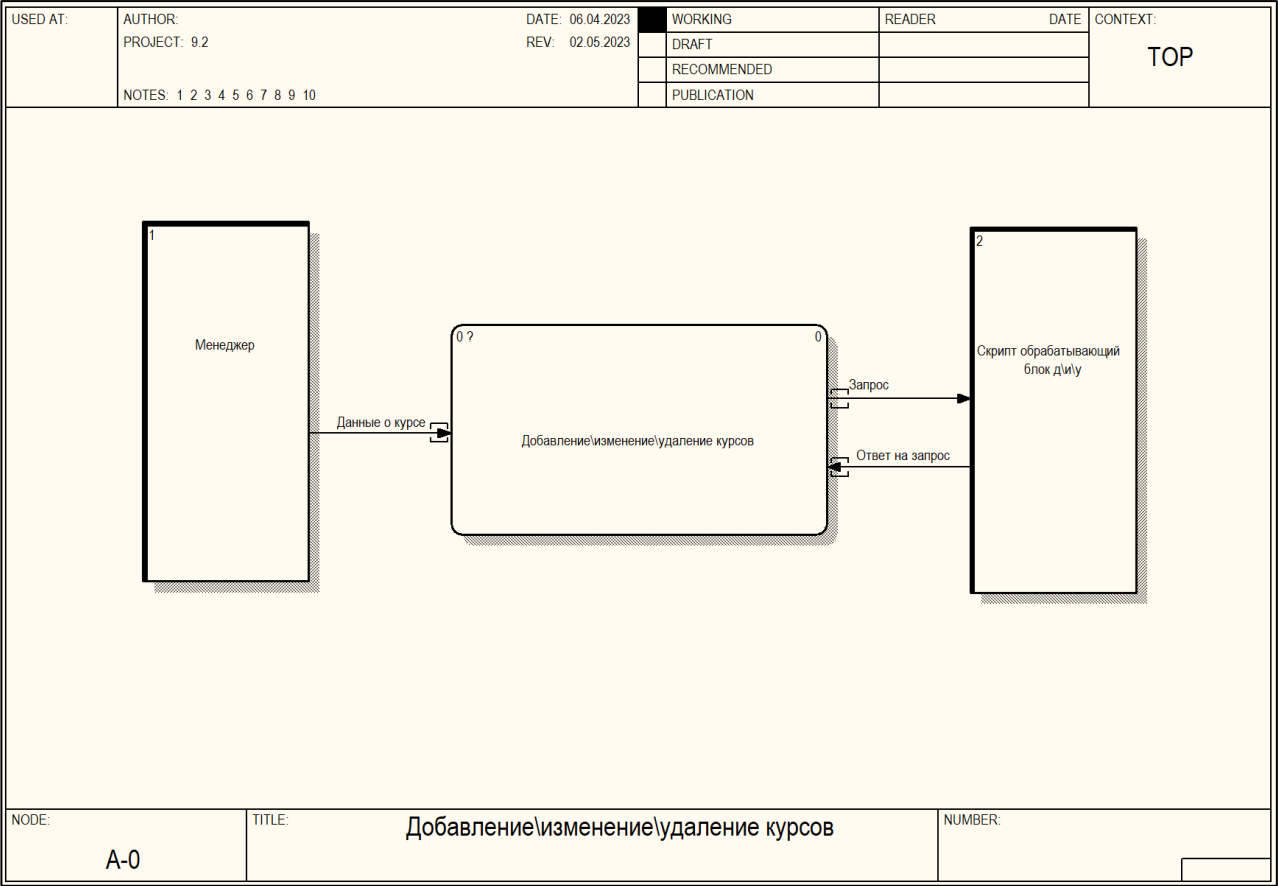 USED AT:
AUTHOR:
DATE: 06.04.2023
PROJECT: 9.2
REV: 02.05.2023
NOTES: 1 2 3 4 5 6 7 8 9 10
WORKING
DRAFT
RECOMMENDED
PUBLICATION
READER DATE
CONTEXT:
TOP
1
Менеджер
Данные о курсе
0 ? 0
Добавление\изменение\удаление курсов
Запрос
Ответ на запрос
2
Скрипт обрабатывающий
блок д\и\у
NODE:
A-0
TITLE:
Добавление\изменение\удаление курсов
NUMBER: